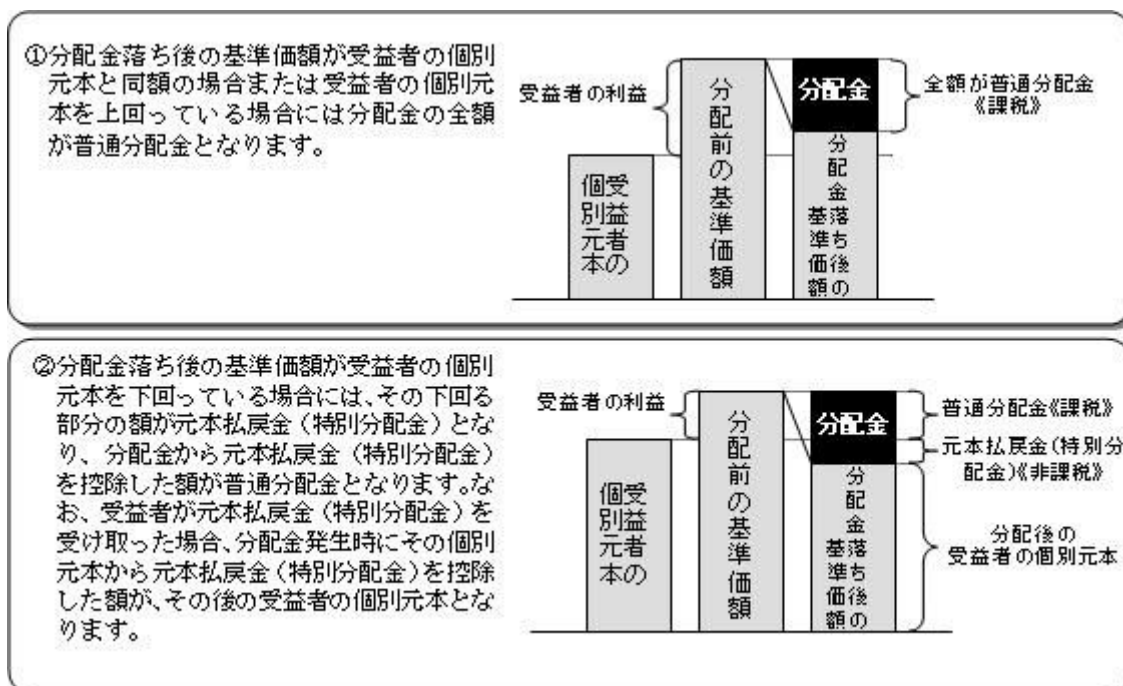 ①分配金落ち後の基準価額が受益者の個別
元本と同額の場合または受益者の個別元
本を上回っている場合には分配金の全額
が普通分配金となります。
受益者の利益
受益者の
個別元本
分配前の基準価額
分配金
分配金落ち後の
基準価額
全額が普通分配金
《課税》
②分配金落ち後の基準価額が受益者の個別
元本を下回っている場合には、その下回る
部分の額が元本払戻金（特別分配金）とな
り、分配金から元本払戻金（特別分配金）
を控除した額が普通分配金となります。な
お、受益者が元本払戻金（特別分配金）を
受け取った場合、分配金発生時にその個別
元本から元本払戻金（特別分配金）を控除
した額が、その後の受益者の個別元本とな
ります。
受益者の利益
受益者の
個別元本
分配前の基準価額
分配金
分配金落ち後の
基準価額
普通分配金《課税》
元本払戻金(特別分
配金)《非課税》
分配後の
受益者の個別元本